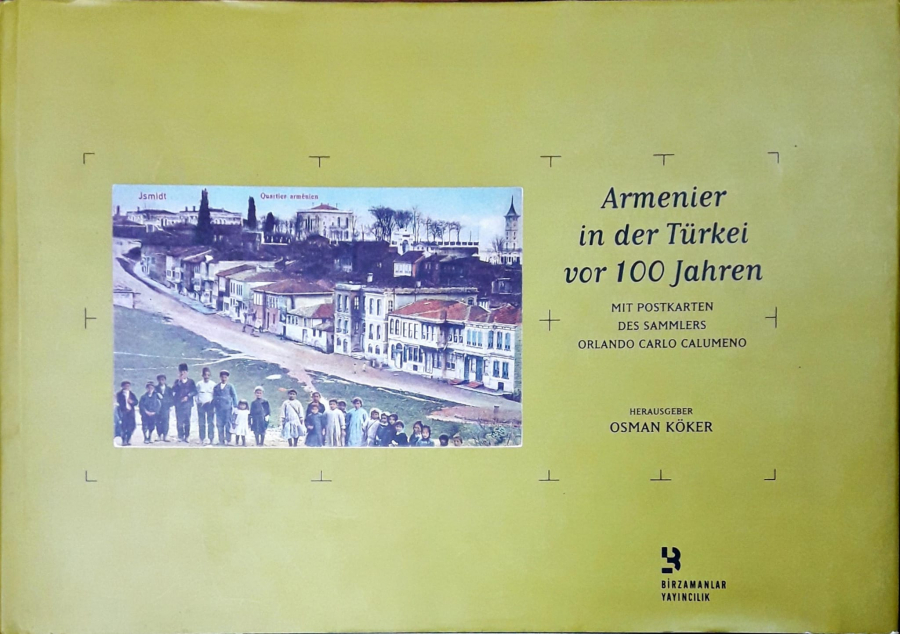 Jsmidt
Quartier arménien
Armenier
in der Türkei
vor 100 Jahren
MIT POSTKARTEN
DES SAMMLERS
ORLANDO CARLO CALUMENO
HERAUSGEBER
OSMAN KÖKER
BİRZAMANLAR
YAYINCILIK